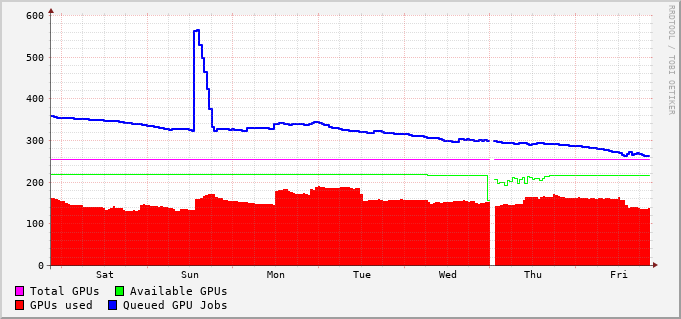 RRDTOOL / TOBI OETIKER
600
500
400
300
200
100
0
Sat Sun Mon Tue Wed Thu Fri
Total GPUs Available GPUs
GPUs used Queued GPU Jobs